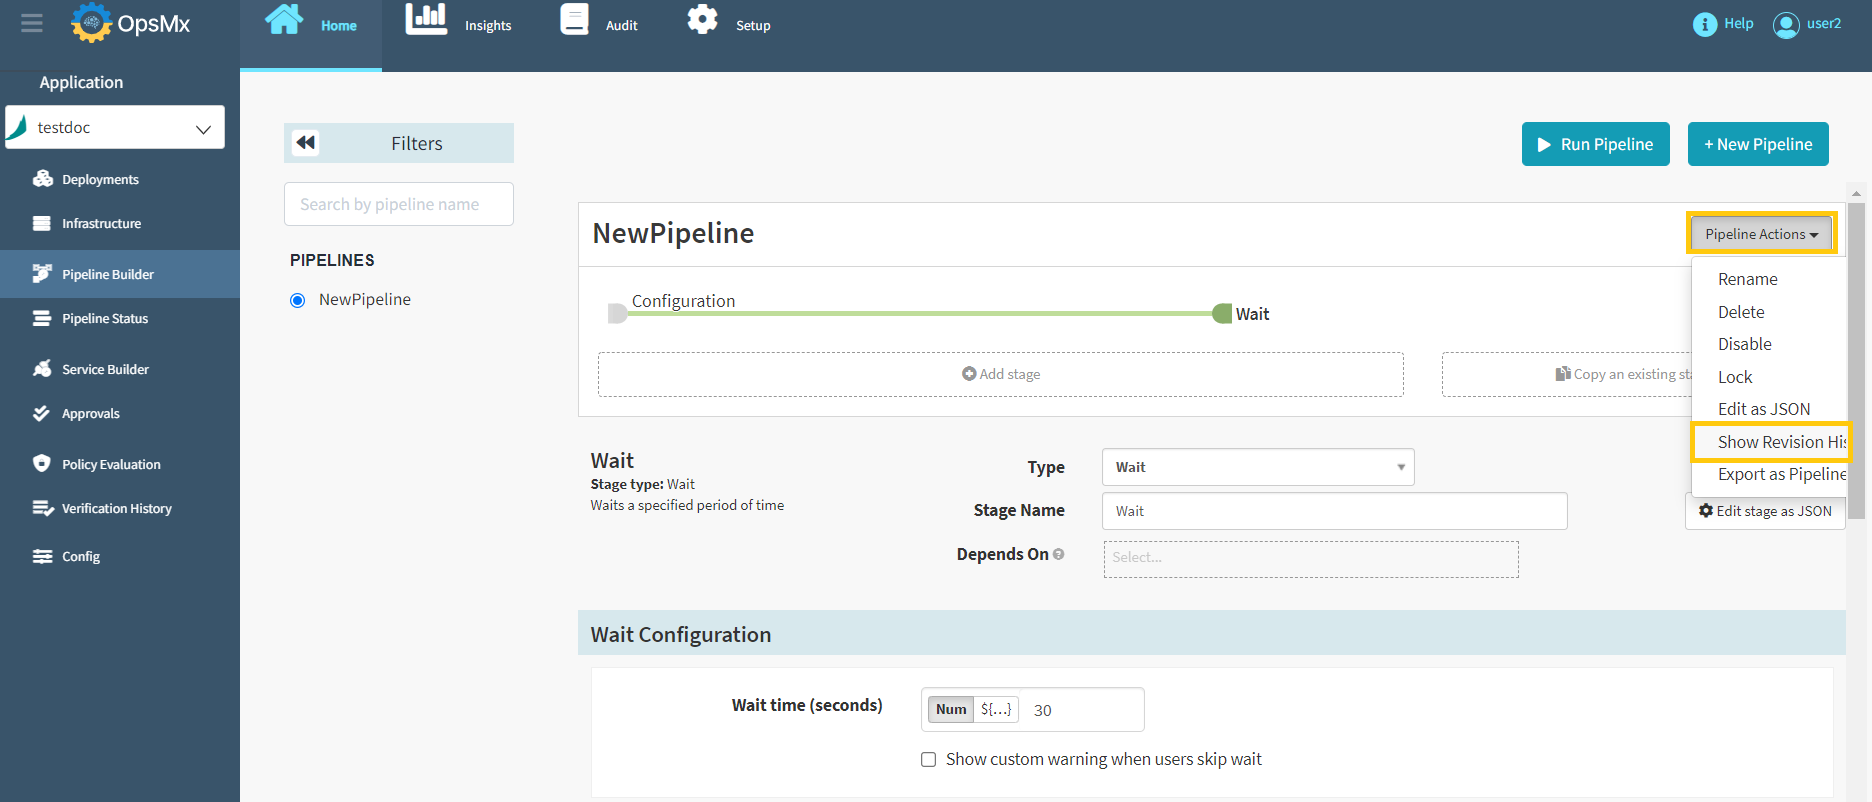 OpsMx
Home
Insights
Audit
Setup
Help
user2
Application
testdoc
Deployments
Infrastructure
Pipeline Builder
Pipeline Status
Service Builder
Approvals
Policy Evaluation
Verification History
Config
Filters
Search by pipeline name
PIPELINES
NewPipeline
Run Pipeline
+ New Pipeline
NewPipeline
Pipeline Actions
Rename
Delete
Disable
Lock
Edit as JSON
Show Revision His
Export as Pipeline
Configuration
Wait
Add stage
Copy an existing sta
Wait
Stage type: Wait
Waits a specified period of time
Type
Wait
Stage Name
Wait
Edit stage as JSON
Depends On
Select...
Wait Configuration
Wait time (seconds)
Num ${...} 30
Show custom warning when users skip wait